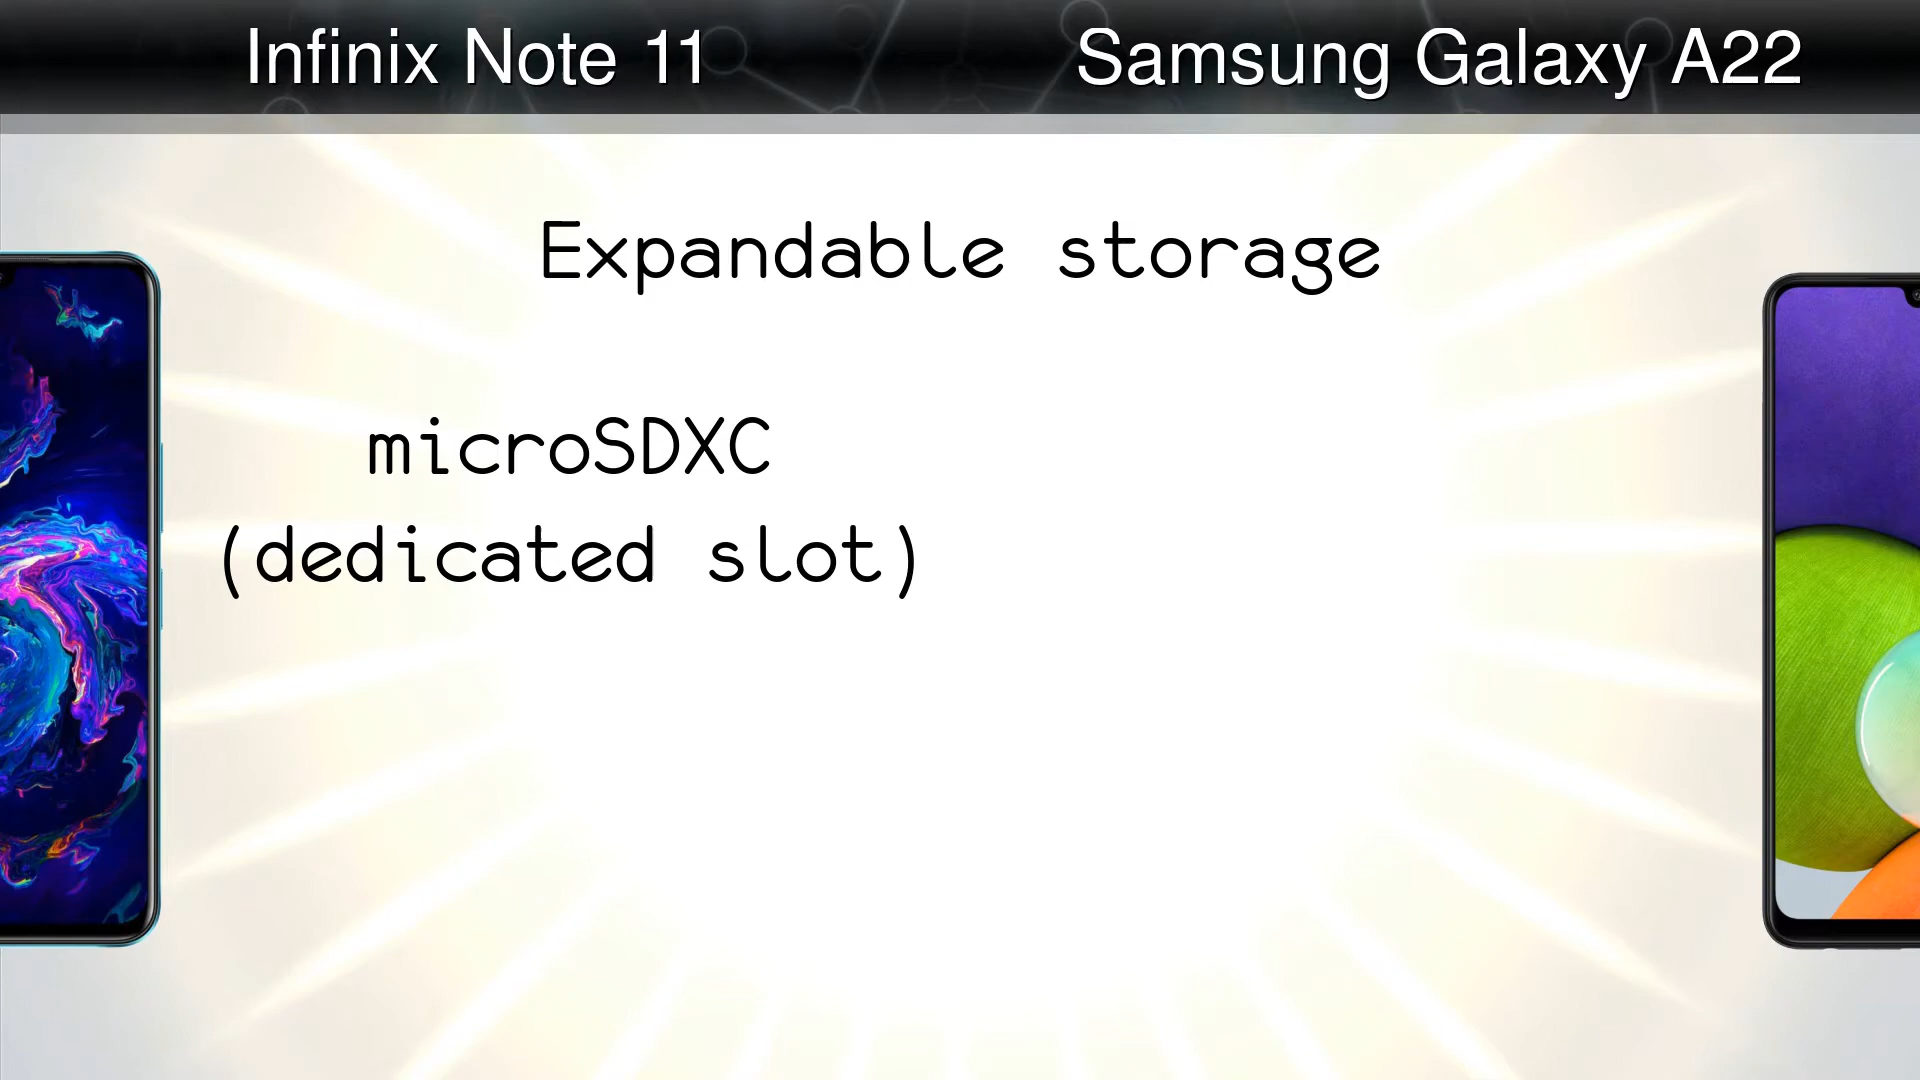 Infinix Note 11
Samsung Galaxy A22
Expandable storage
microSDXC
(dedicated slot)